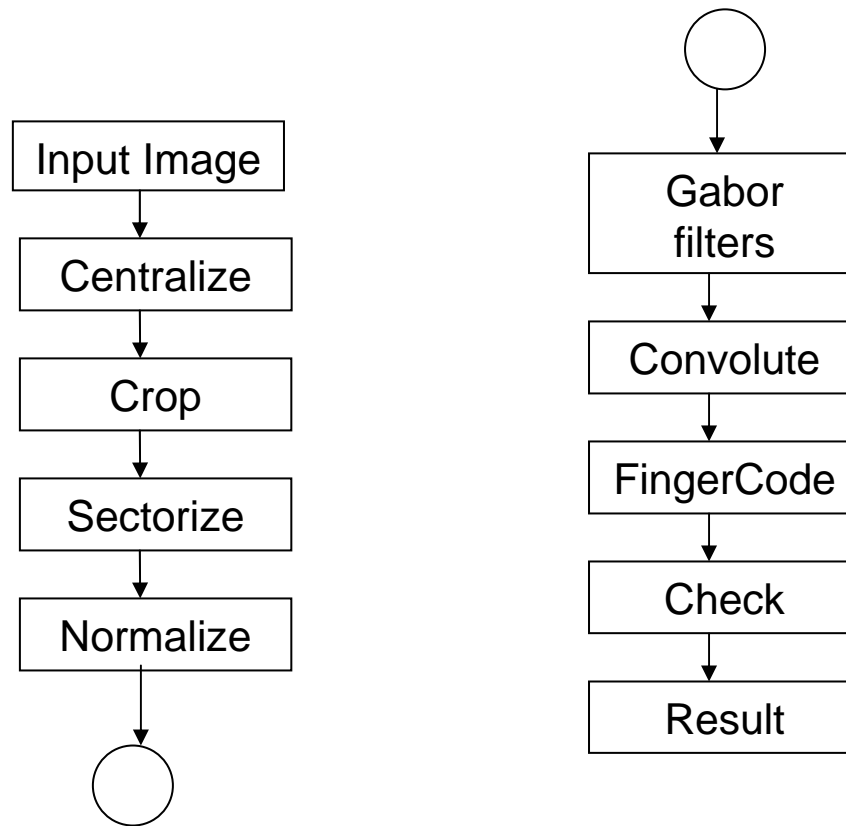 Input Image
Centralize
Crop
Sectorize
Normalize
Gabor
filters
Convolute
FingerCode
Check
Result